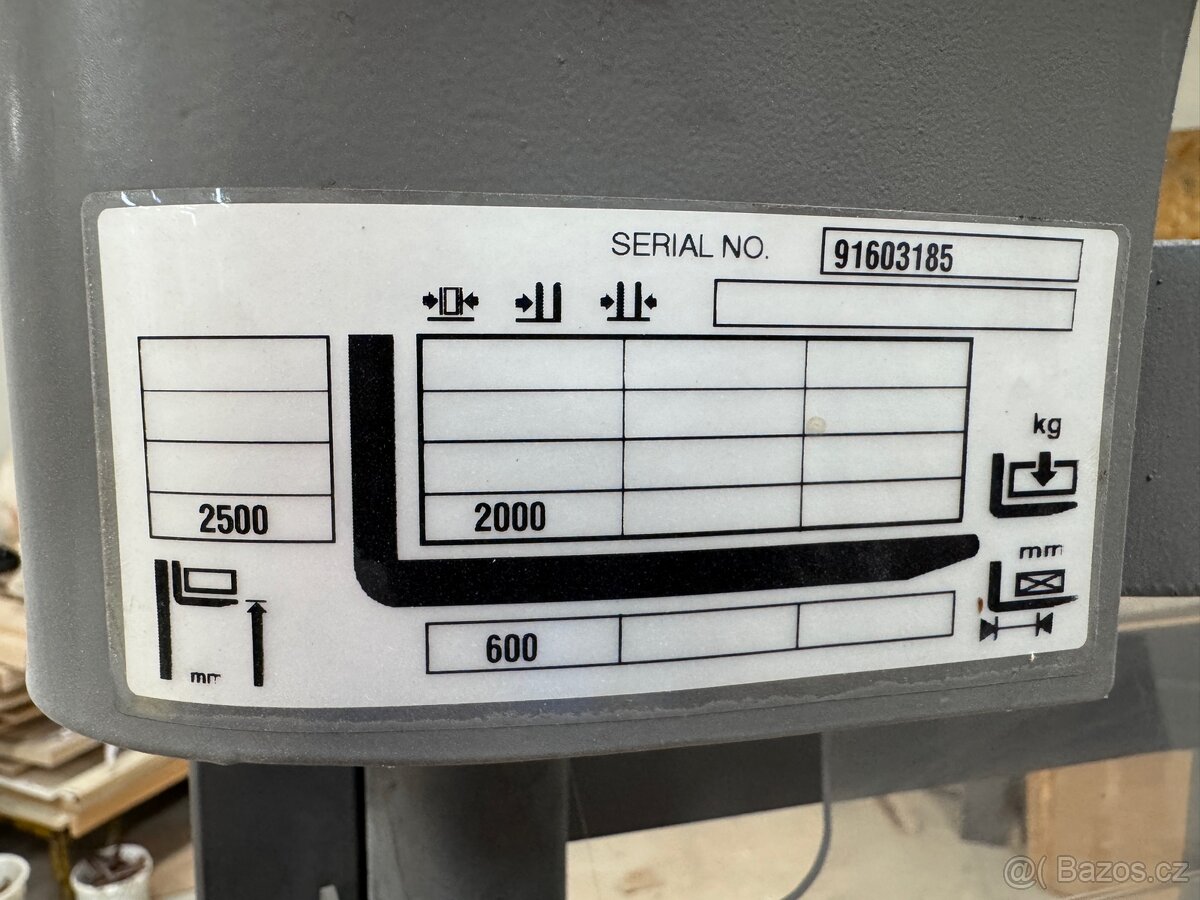 SERIAL NO. 91603185
kg
2500 2000
mm
600
mm
@( Bazos.cz